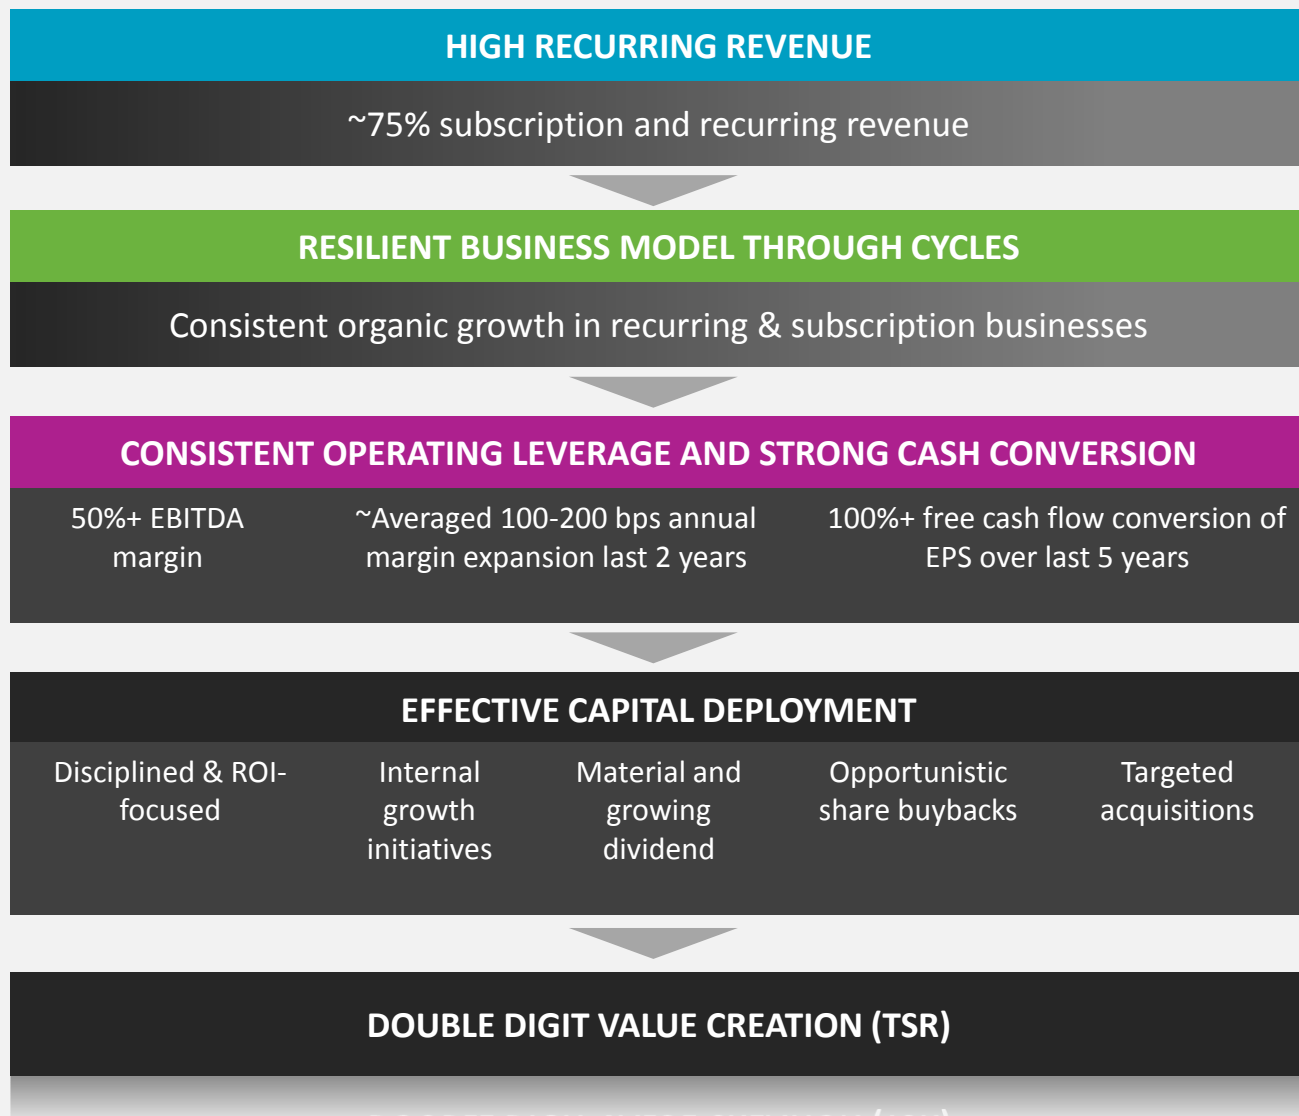 HIGH RECURRING REVENUE
~75% subscription and recurring revenue
RESILIENT BUSINESS MODEL THROUGH CYCLES
Consistent organic growth in recurring & subscription businesses
CONSISTENT OPERATING LEVERAGE AND STRONG CASH CONVERSION
50%+ EBITDA
margin
~Averaged 100-200 bps annual
margin expansion last 2 years
100%+ free cash flow conversion of
EPS over last 5 years
EFFECTIVE CAPITAL DEPLOYMENT
Disciplined & ROI-
focused
Internal
growth
initiatives
Material and
growing
dividend
Opportunistic
share buybacks
Targeted
acquisitions
DOUBLE DIGIT VALUE CREATION (TSR)